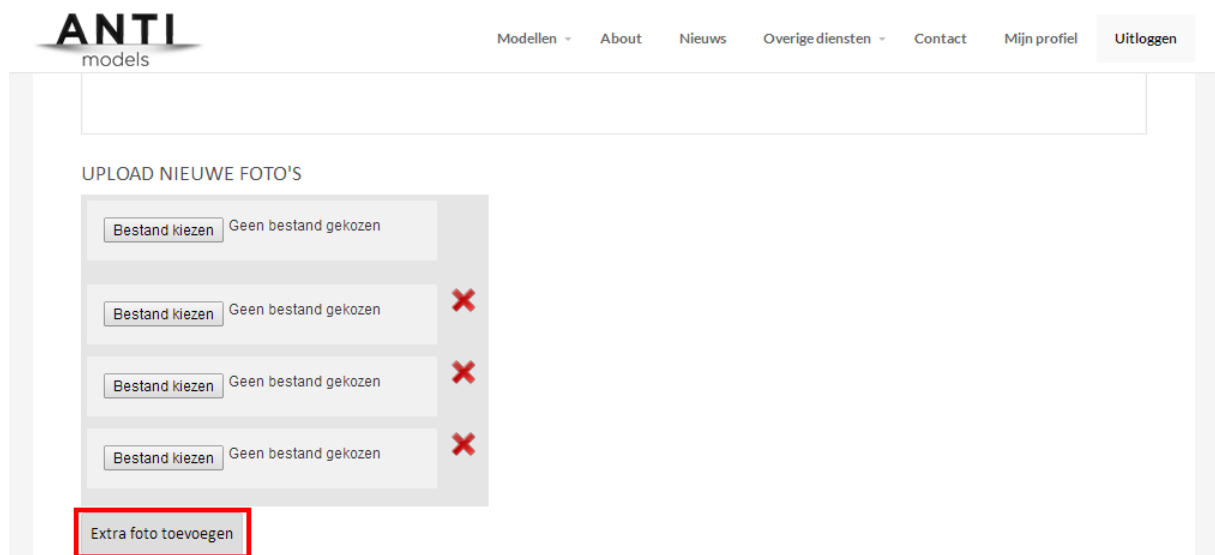 ANTI
models
Modellen About Nieuws Overige diensten Contact Mijn profiel Uitloggen
UPLOAD NIEUWE FOTO'S
Bestand kiezen Geen bestand gekozen
Bestand kiezen Geen bestand gekozen
Bestand kiezen Geen bestand gekozen
Bestand kiezen Geen bestand gekozen
Extra foto toevoegen